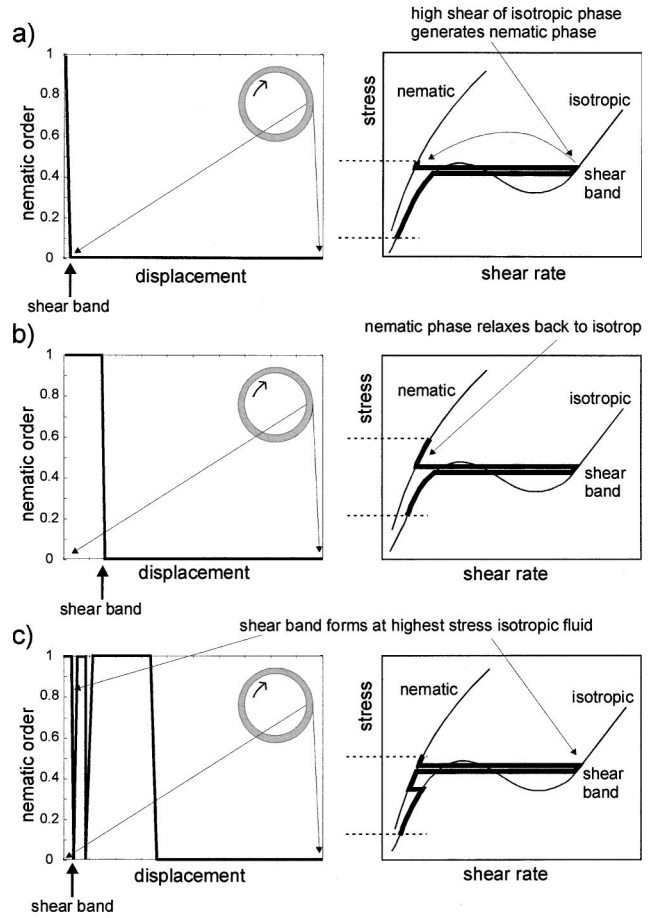 a)
high shear of isotropic phase
generates nematic phase
nematic order
1
0.8
0.6
0.4
0.2
0
displacement
shear band
stress
nematic
isotropic
shear
band
shear rate
b)
nematic phase relaxes back to isotrop
nematic order
1
0.8
0.6
0.4
0.2
0
displacement
shear band
stress
nematic
isotropic
shear
band
shear rate
c)
shear band forms at highest stress isotropic fluid
nematic order
1
0.8
0.6
0.4
0.2
0
displacement
shear band
stress
nematic
isotropic
shear
band
shear rate